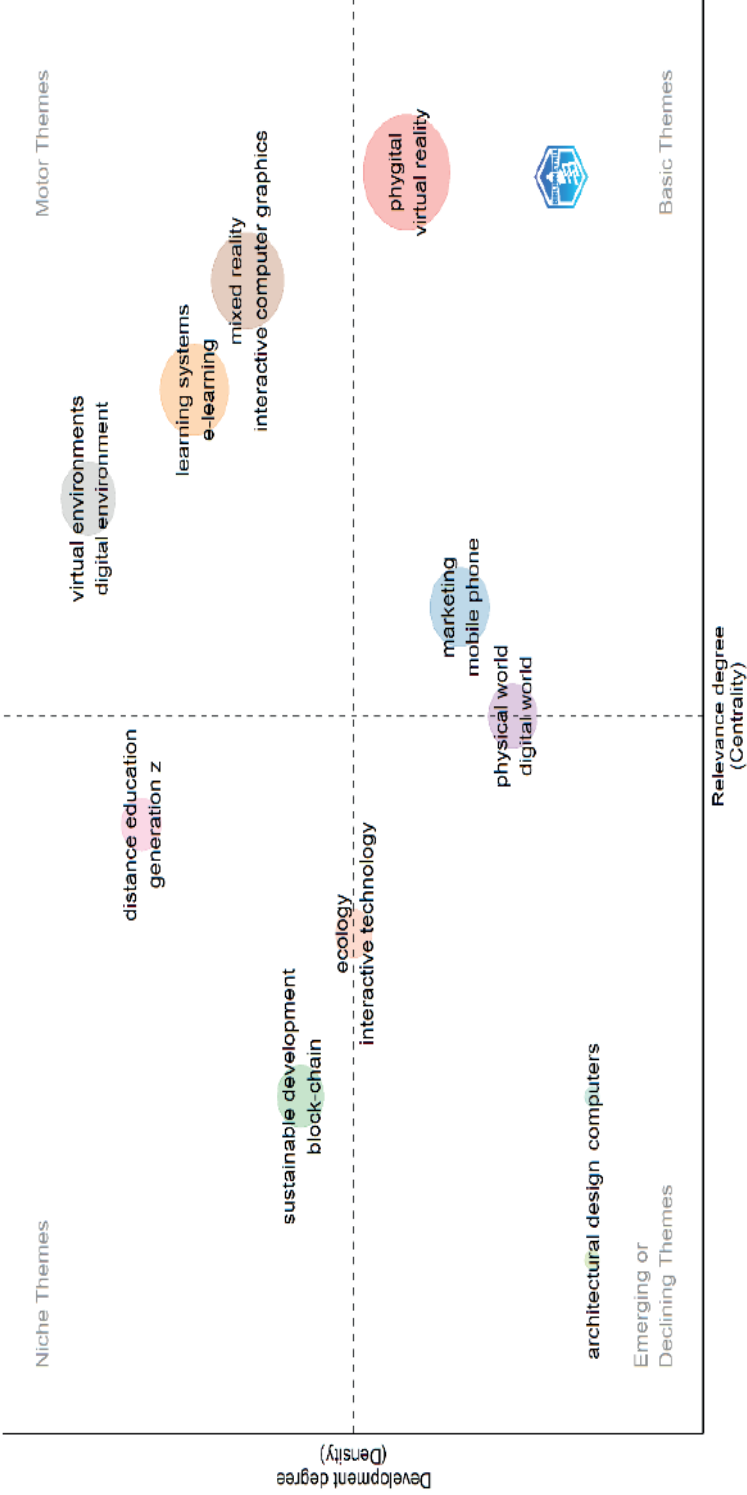 Niche Themes
Motor Themes
virtual environments
digital environment
distance education
generation z
learning systems
e-learning
mixed reality
interactive computer graphics
sustainable development
block-chain
ecology
interactive technology
phygital
virtual reality
marketing
mobile phone
physical world
digital world
architectural design
computers
Emerging or
Declining Themes
Basic Themes
Relevance degree
(Centrality)
Development degree
(Density)